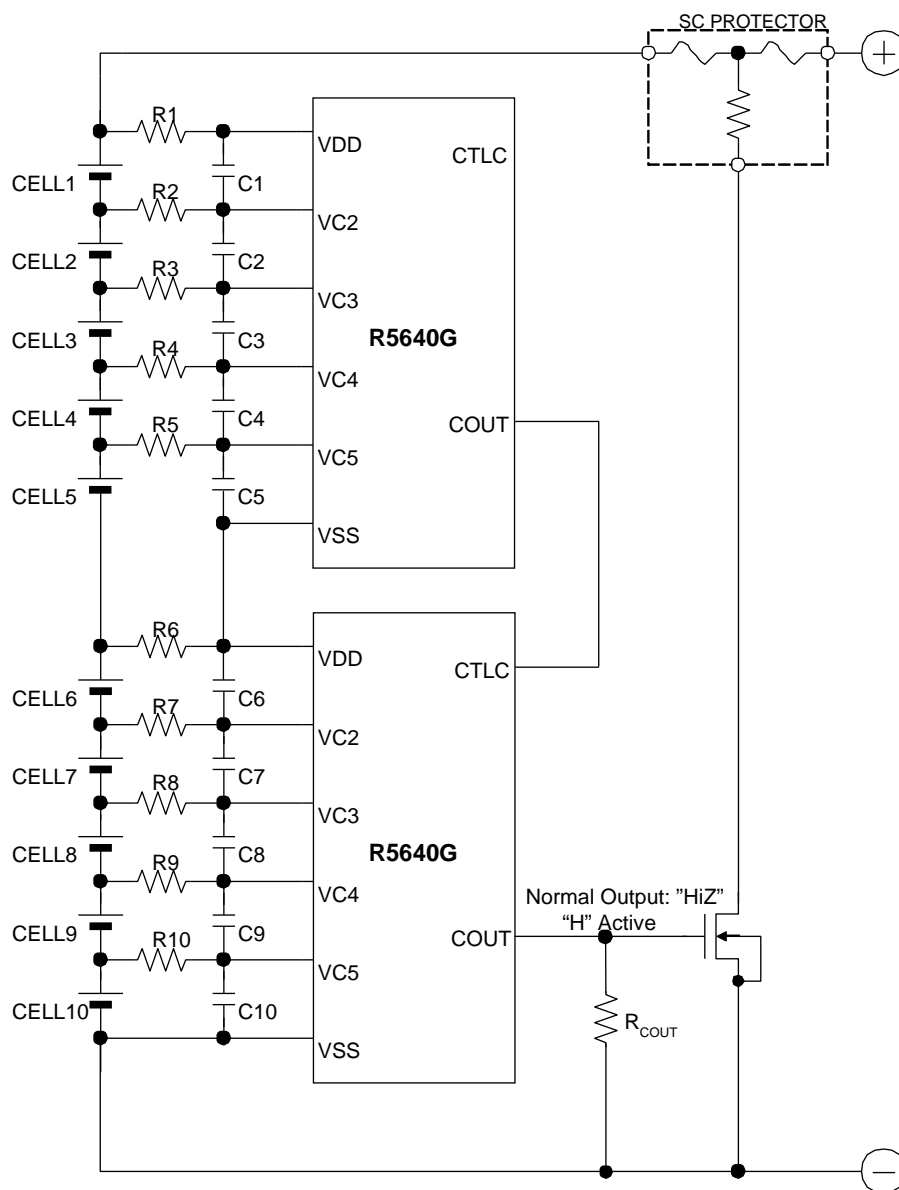 SC PROTECTOR
R1
VDD
CTLC
CELL1
C1
R2
VC2
CELL2
C2
R3
VC3
CELL3
C3
R5640G
R4
VC4
CELL4
C4
R5
COUT
VC5
CELL5
C5
VSS
R6
VDD
CTLC
CELL6
C6
R7
VC2
CELL7
C7
R8
VC3
CELL8
C8
R5640G
R9
VC4
Normal Output: "HiZ"
“H” Active
CELL9
C9
R10
COUT
VC5
CELL10
C10
RCOUT
VSS